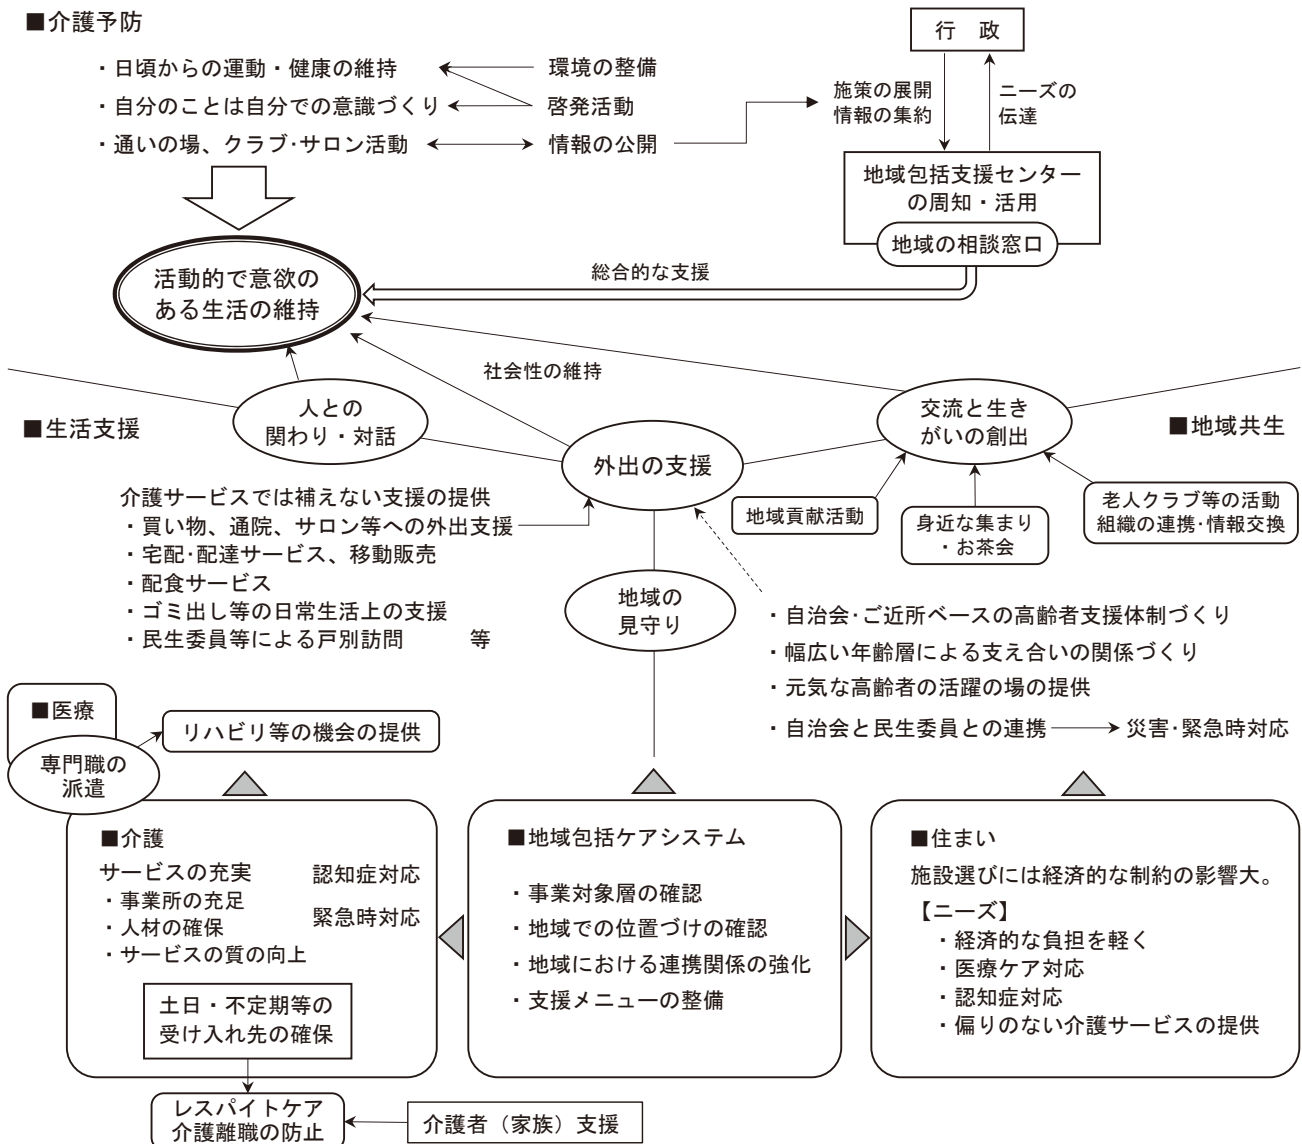 ■介護予防
・日頃からの運動・健康の維持
・自分のことは自分での意識づくり
・通いの場、クラブ・サロン活動
環境の整備
啓発活動
情報の公開
行 政
施策の展開
情報の集約
ニーズの
伝達
地域包括支援センター
の周知・活用
地域の相談窓口
総合的な支援
活動的で意欲の
ある生活の維持
社会性の維持
■生活支援
人との
関わり・対話
外出の支援
交流と生き
がいの創出
■地域共生
介護サービスでは補えない支援の提供
・買い物、通院、サロン等への外出支援
・宅配・配達サービス、移動販売
・配食サービス
・ゴミ出し等の日常生活上の支援
・民生委員等による戸別訪問 等
地域貢献活動
身近な集まり
・お茶会
老人クラブ等の活動
組織の連携・情報交換
地域の
見守り
・自治会・ご近所ベースの高齢者支援体制づくり
・幅広い年齢層による支え合いの関係づくり
・元気な高齢者の活躍の場の提供
・自治会と民生委員との連携
災害・緊急時対応
■医療
専門職の
派遣
リハビリ等の機会の提供
■介護
サービスの充実
・事業所の充足
・人材の確保
・サービスの質の向上
認知症対応
緊急時対応
土日・不定期等の
受け入れ先の確保
レスパイトケア
介護離職の防止
介護者（家族）支援
■地域包括ケアシステム
・事業対象層の確認
・地域での位置づけの確認
・地域における連携関係の強化
・支援メニューの整備
■住まい
施設選びには経済的な制約の影響大。
【ニーズ】
・経済的な負担を軽く
・医療ケア対応
・認知症対応
・偏りのない介護サービスの提供